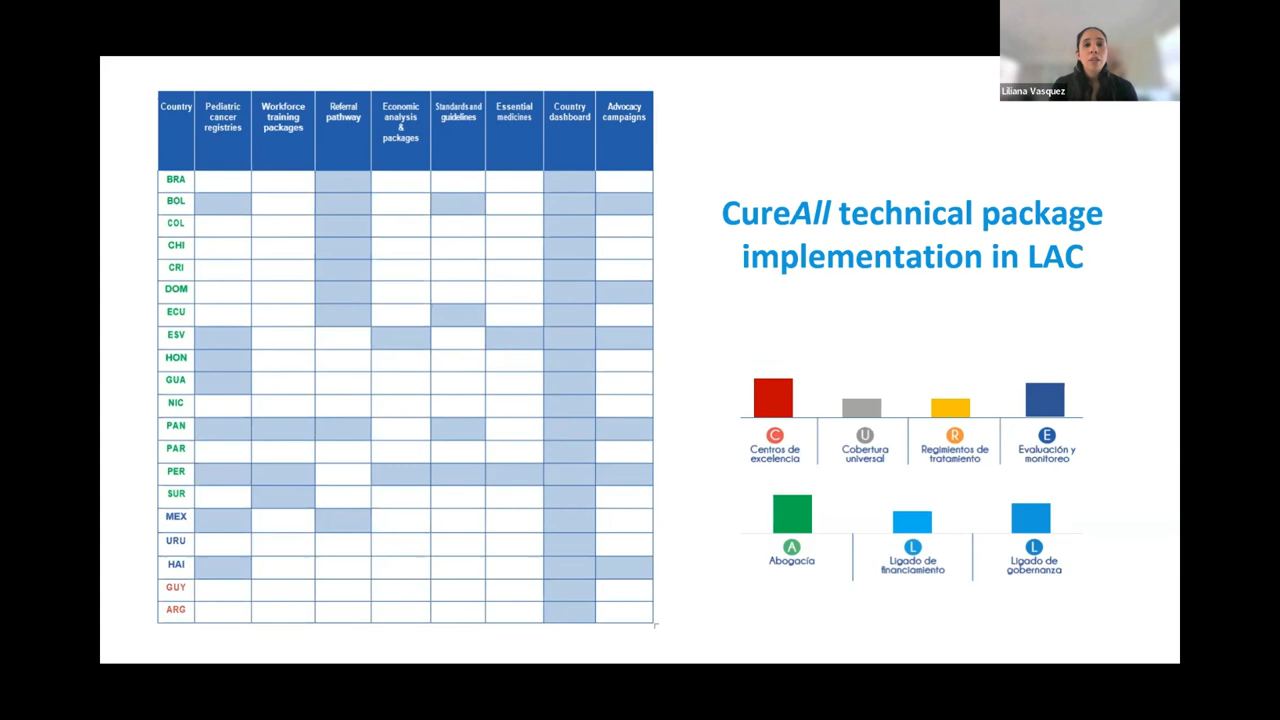 Liliana Vasquez
Country
Pediatric
cancer
registries
Workforce
training
packages
Referral
pathway
Economic
analysis
&
packages
Standards and
guidelines
Essential
medicines
Country
dashboard
Advocacy
campaigns
BRA
BOL
COL
CHI
CRI
DOM
ECU
ESV
HON
GUA
NIC
PAN
PAR
PER
SUR
MEX
URU
HAI
GUY
ARG
CureAll technical package
implementation in LAC
C
Centros de
excelencia
U
Cobertura
universal
R
Regimientos de
tratamiento
E
Evaluación y
monitoreo
A
Abogacía
L
Ligado de
financiamiento
L
Ligado de
gobernanza